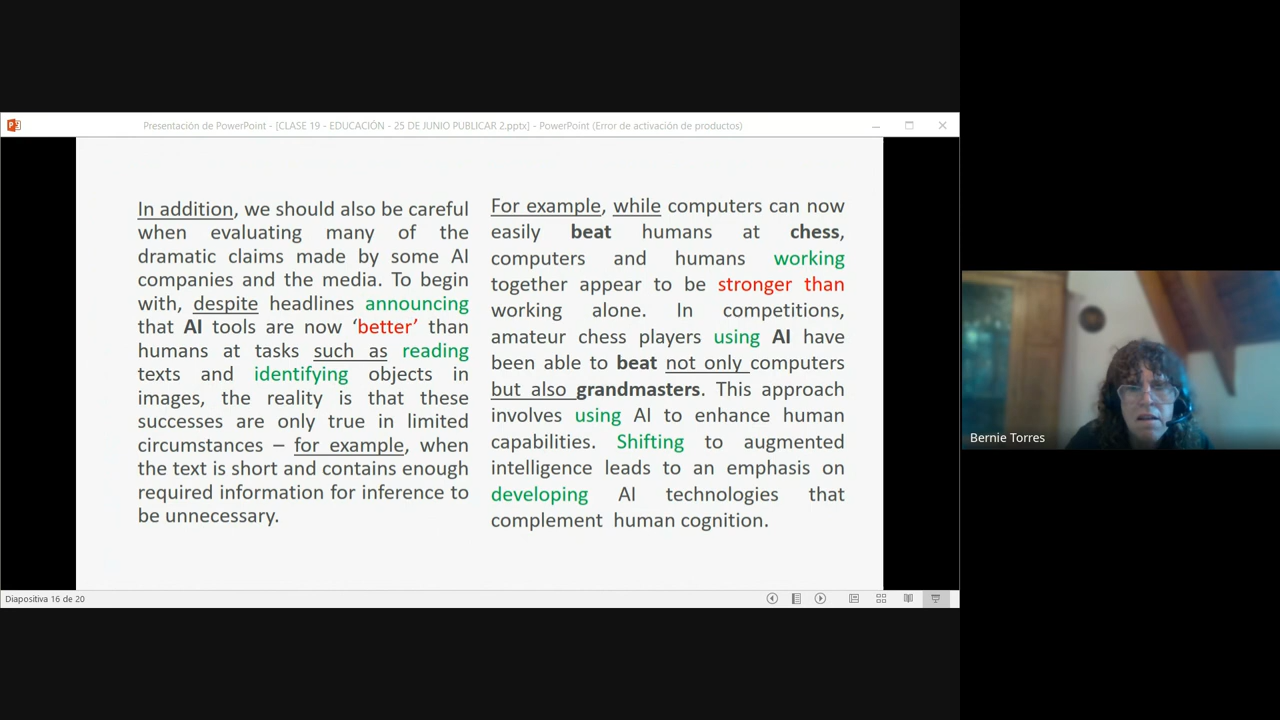 Presentación de PowerPoint - [CLASE 19 - EDUCACIÓN - 25 DE JUNIO PUBLICAR 2.pptx] - PowerPoint (Error de activación de productos)
In addition, we should also be careful
when evaluating many of the
dramatic claims made by some AI
companies and the media. To begin
with, despite headlines announcing
that AI tools are now ‘better’ than
humans at tasks such as reading
texts and identifying objects in
images, the reality is that these
successes are only true in limited
circumstances – for example, when
the text is short and contains enough
required information for inference to
be unnecessary.
For example, while computers can now
easily beat humans at chess,
computers and humans working
together appear to be stronger than
working alone. In competitions,
amateur chess players using AI have
been able to beat not only computers
but also grandmasters. This approach
involves using AI to enhance human
capabilities. Shifting to augmented
intelligence leads to an emphasis on
developing AI technologies that
complement human cognition.
Bernie Torres
Diapositiva 16 de 20